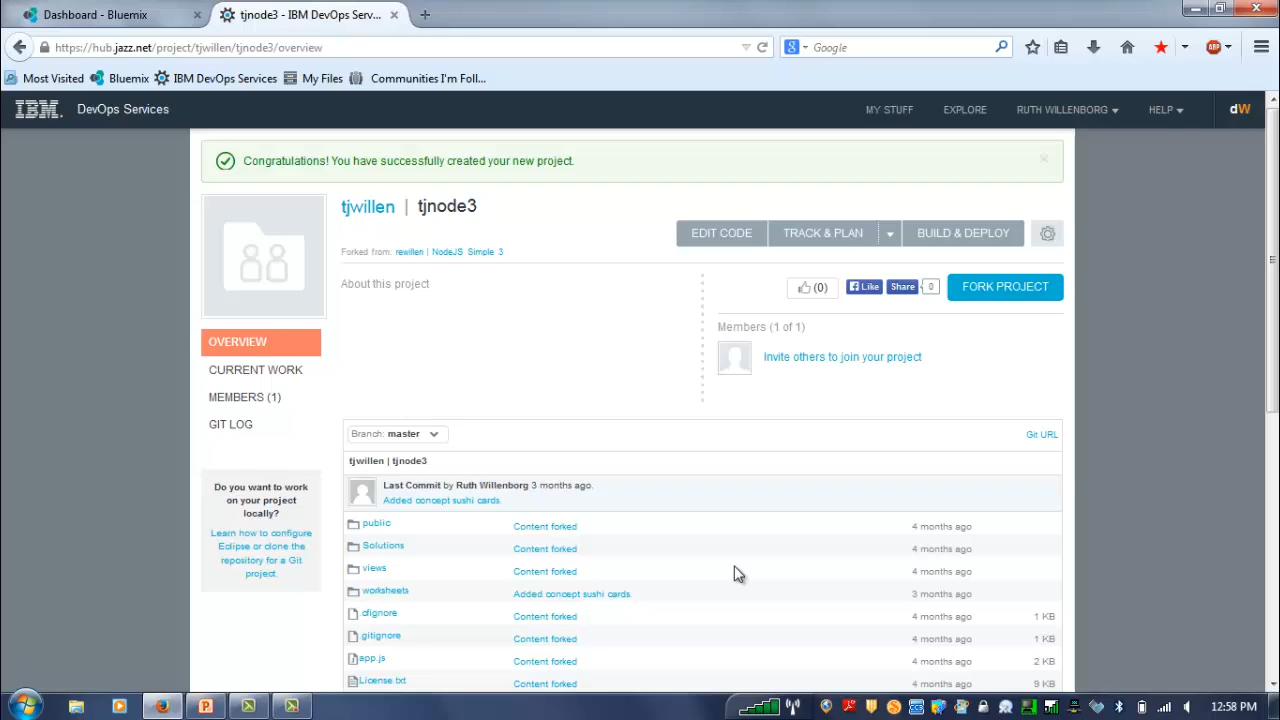 Dashboard - Bluemix
tjnode3 - IBM DevOps Serv...
https://hub.jazz.net/project/tjwillen/tjnode3/overview
Google
ABP
Most Visited Bluemix IBM DevOps Services My Files Communities I'm Foll...
IBM. DevOps Services
MY STUFF EXPLORE RUTH WILLENBORG HELP dW
Congratulations! You have successfully created your new project.
tjwillen | tjnode3
EDIT CODE TRACK & PLAN BUILD & DEPLOY
Forked from: rewillen | NodeJS Simple 3
About this project
(0) Like Share 0 FORK PROJECT
Members (1 of 1)
Invite others to join your project
OVERVIEW
CURRENT WORK
MEMBERS (1)
GIT LOG
Do you want to work
on your project
locally?
Learn how to configure
Eclipse or clone the
repository for a Git
project.
Branch: master
Git URL
tjwillen | tjnode3
Last Commit by Ruth Willenborg 3 months ago.
Added concept sushi cards.
public Content forked 4 months ago
Solutions Content forked 4 months ago
views Content forked 4 months ago
worksheets Added concept sushi cards. 3 months ago
.cfignore Content forked 4 months ago 1 KB
.gitignore Content forked 4 months ago 1 KB
app.js Content forked 4 months ago 2 KB
License.txt Content forked 4 months ago 9 KB
12:58 PM